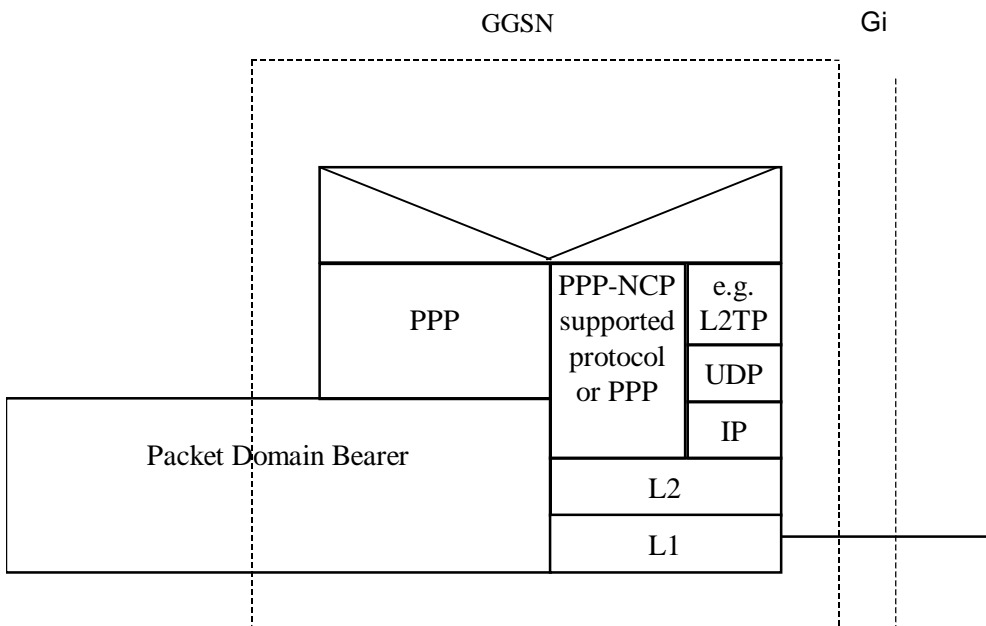 GGSN
Gi
PPP
PPP-NCP
supported
protocol
or PPP
e.g.
L2TP
UDP
IP
Packet Domain Bearer
L2
L1